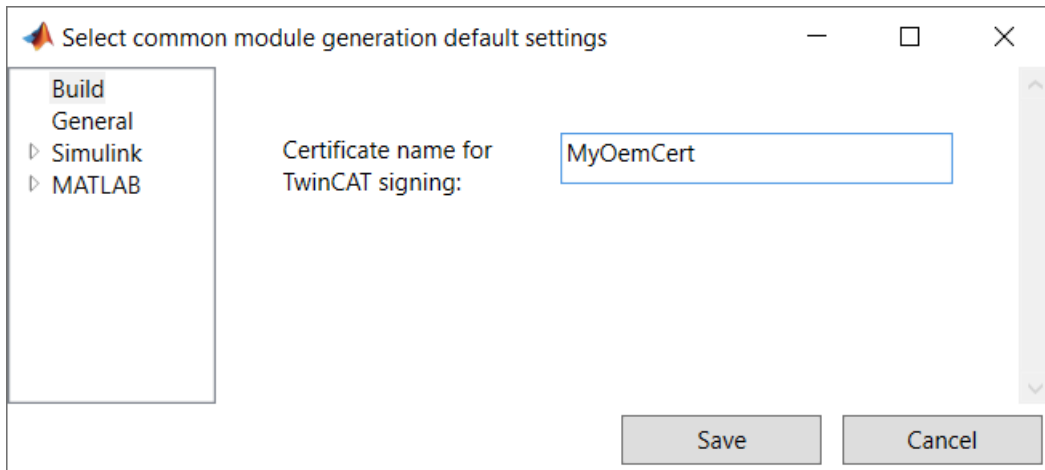 Select common module generation default settings
Build
General
Simulink
MATLAB
Certificate name for
TwinCAT signing:
MyOemCert
Save
Cancel